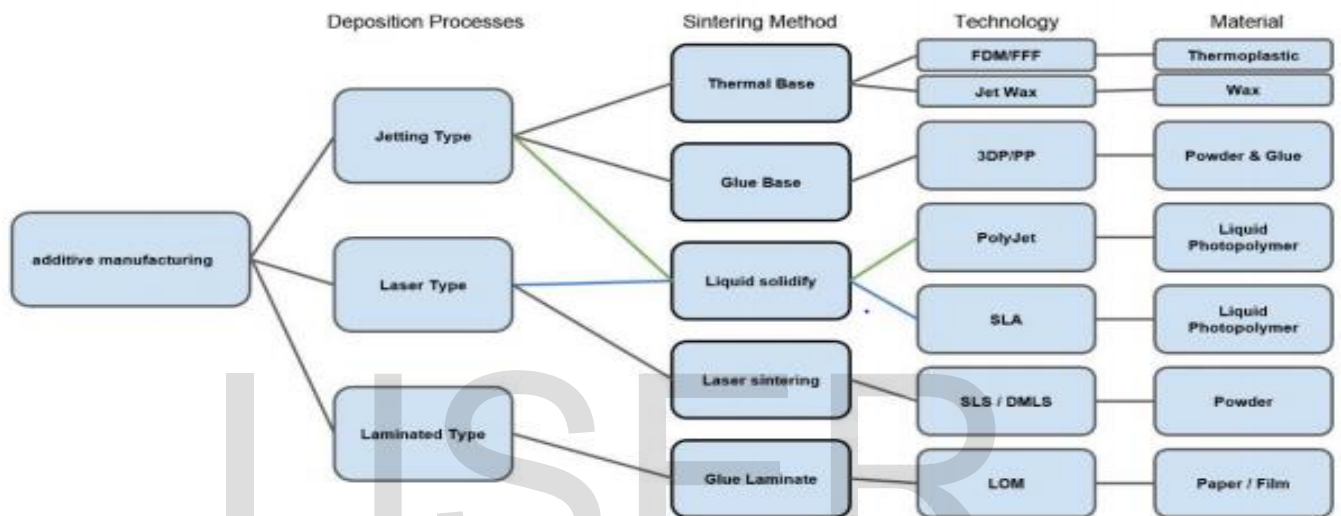 Deposition Processes
Sintering Method
Technology
Material
additive manufacturing
Jetting Type
Laser Type
Laminated Type
Thermal Base
Glue Base
Liquid solidify
Laser sintering
Glue Laminate
FDM/FFF
Jet Wax
3DP/PP
PolyJet
SLA
SLS / DMLS
LOM
Thermoplastic
Wax
Powder & Glue
Liquid
Photopolymer
Liquid
Photopolymer
Powder
Paper / Film